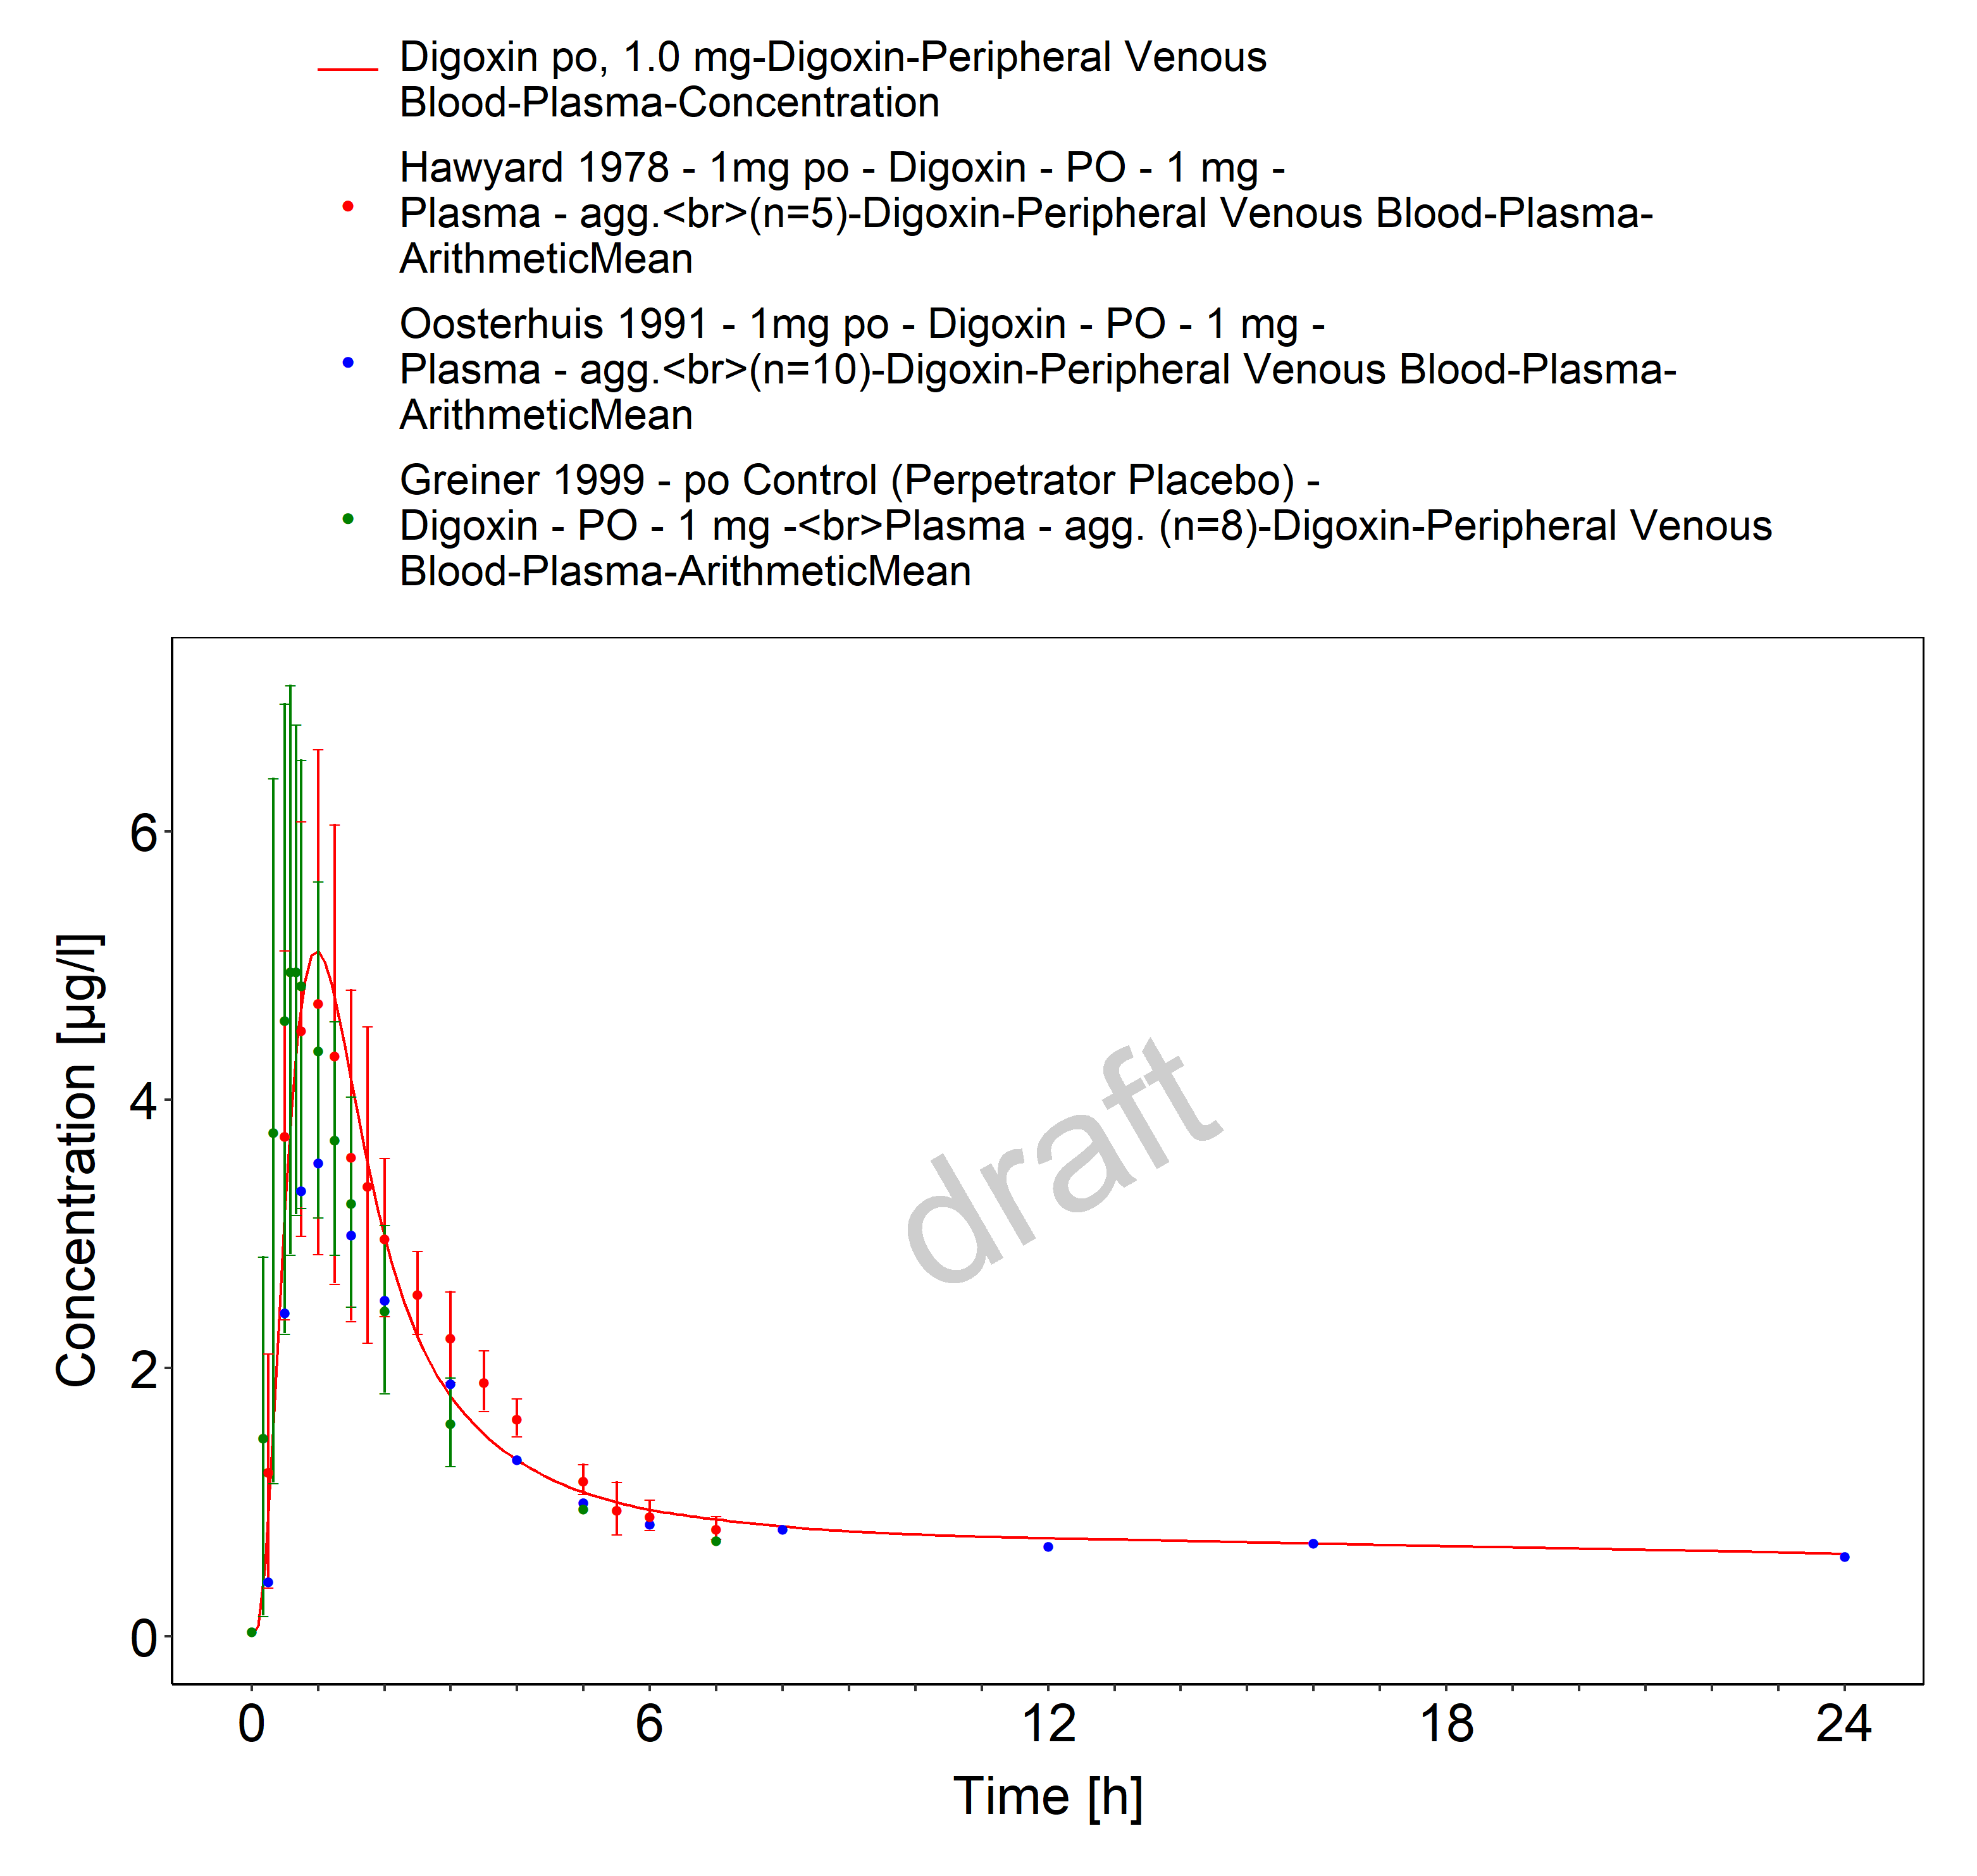 Digoxin po, 1.0 mg-Digoxin-Peripheral Venous
Blood-Plasma-Concentration
Hawyard 1978 - 1mg po - Digoxin - PO - 1 mg -
Plasma - agg.<br>(n=5)-Digoxin-Peripheral Venous Blood-Plasma-
ArithmeticMean
Oosterhuis 1991 - 1mg po - Digoxin - PO - 1 mg -
Plasma - agg.<br>(n=10)-Digoxin-Peripheral Venous Blood-Plasma-
ArithmeticMean
Greiner 1999 - po Control (Perpetrator Placebo) -
Digoxin - PO - 1 mg -<br>Plasma - agg. (n=8)-Digoxin-Peripheral Venous
Blood-Plasma-ArithmeticMean
Concentration [µg/l]
6
4
2
0
draft
0 6 12 18 24
Time [h]